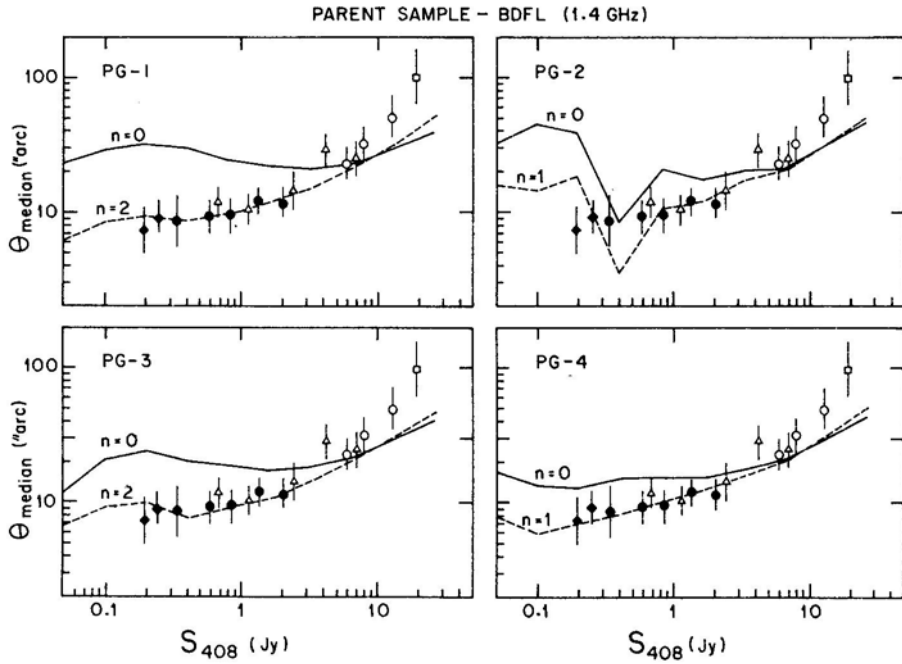 PARENT SAMPLE – BDFL (1.4 GHz)
PG-1
PG-2
100
10
θmedian ("arc)
n=0
n=2
n=0
n=1
PG-3
PG-4
100
10
θmedian ("arc)
n=0
n=2
n=0
n=1
0.1 1 10
0.1 1 10
S408 (Jy)
S408 (Jy)